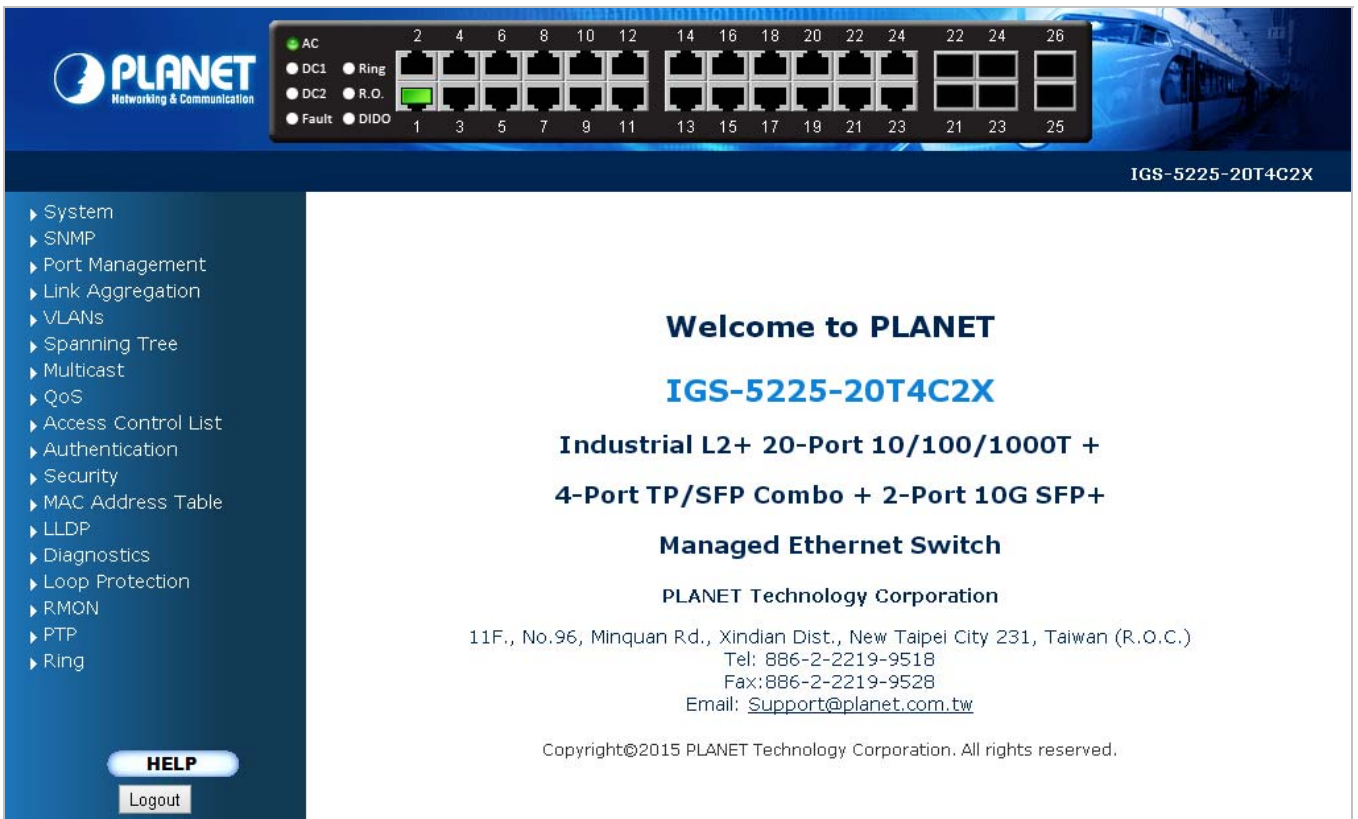 PLANET
Networking & Communication
AC
DC1 Ring
DC2 R.O.
Fault DIDO
2 4 6 8 10 12 14 16 18 20 22 24 22 24 26
1 3 5 7 9 11 13 15 17 19 21 23 21 23 25
IGS-5225-20T4C2X
System
SNMP
Port Management
Link Aggregation
VLANs
Spanning Tree
Multicast
QoS
Access Control List
Authentication
Security
MAC Address Table
LLDP
Diagnostics
Loop Protection
RMON
PTP
Ring
HELP
Logout
Welcome to PLANET
IGS-5225-20T4C2X
Industrial L2+ 20-Port 10/100/1000T +
4-Port TP/SFP Combo + 2-Port 10G SFP+
Managed Ethernet Switch
PLANET Technology Corporation
11F., No.96, Minquan Rd., Xindian Dist., New Taipei City 231, Taiwan (R.O.C.)
Tel: 886-2-2219-9518
Fax:886-2-2219-9528
Email: Support@planet.com.tw
Copyright©2015 PLANET Technology Corporation. All rights reserved.